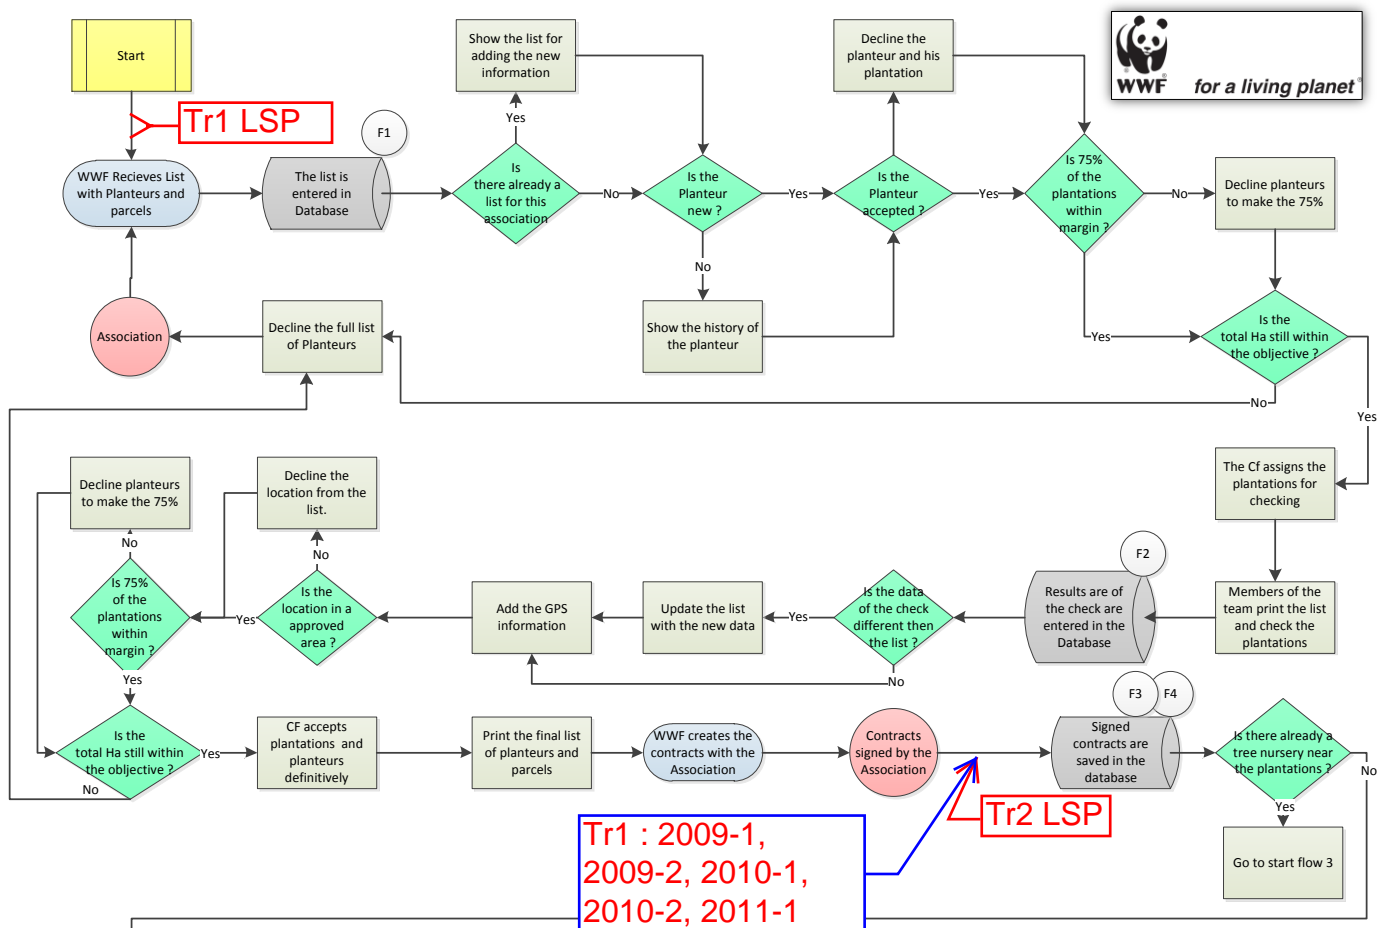 Start
Tr1 LSP
F1
WWF Recieves List
with Planteurs and
parcels
The list is
entered in
Database
Show the list for
adding the new
information
Yes
Is
there already a
list for this
association
No
Is the
Planteur
new ?
Yes
No
Show the history of
the planteur
Decline the
planteur and his
plantation
Is the
Planteur
accepted ?
Yes
Is 75%
of the
plantations
within
margin ?
No
Yes
WWF
for a living planet
Decline planteurs
to make the 75%
Is the
total Ha still within
the obljective ?
No
Yes
Association
Decline the full list
of Planteurs
The Cf assigns the
plantations for
checking
Members of the
team print the list
and check the
plantations
F2
Results are of
the check are
entered in the
Database
Is the data
of the check
different then
the list ?
Yes
No
Update the list
with the new data
Add the GPS
information
Is the
location in a
approved
area ?
No
Yes
Decline the
location from the
list.
Is 75%
of the
plantations
within
margin ?
No
Yes
Decline planteurs
to make the 75%
Is the
total Ha still within
the obljective ?
No
Yes
CF accepts
plantations and
planteurs
definitively
Print the final list
of planteurs and
parcels
WWF creates the
contracts with the
Association
Contracts
signed by the
Association
F3
F4
Signed
contracts are
saved in the
database
Is there already a
tree nursery near
the plantations ?
No
Yes
Go to start flow 3
Tr2 LSP
Tr1 : 2009-1,
2009-2, 2010-1,
2010-2, 2011-1